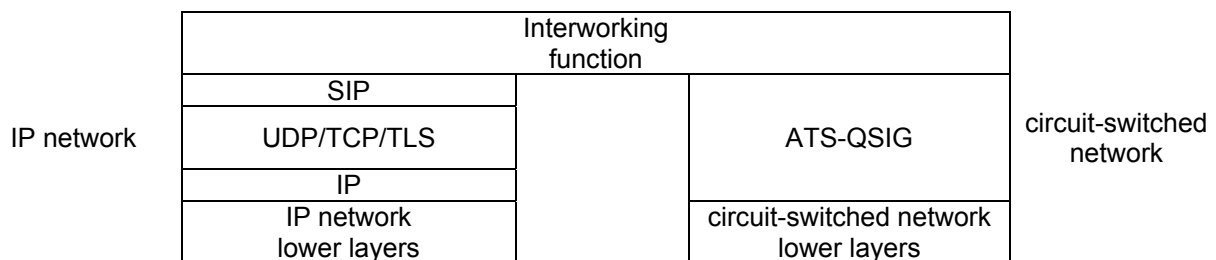 Interworking
function
SIP
IP network
UDP/TCP/TLS
ATS-QSIG
circuit-switched
network
IP
IP network
lower layers
circuit-switched network
lower layers